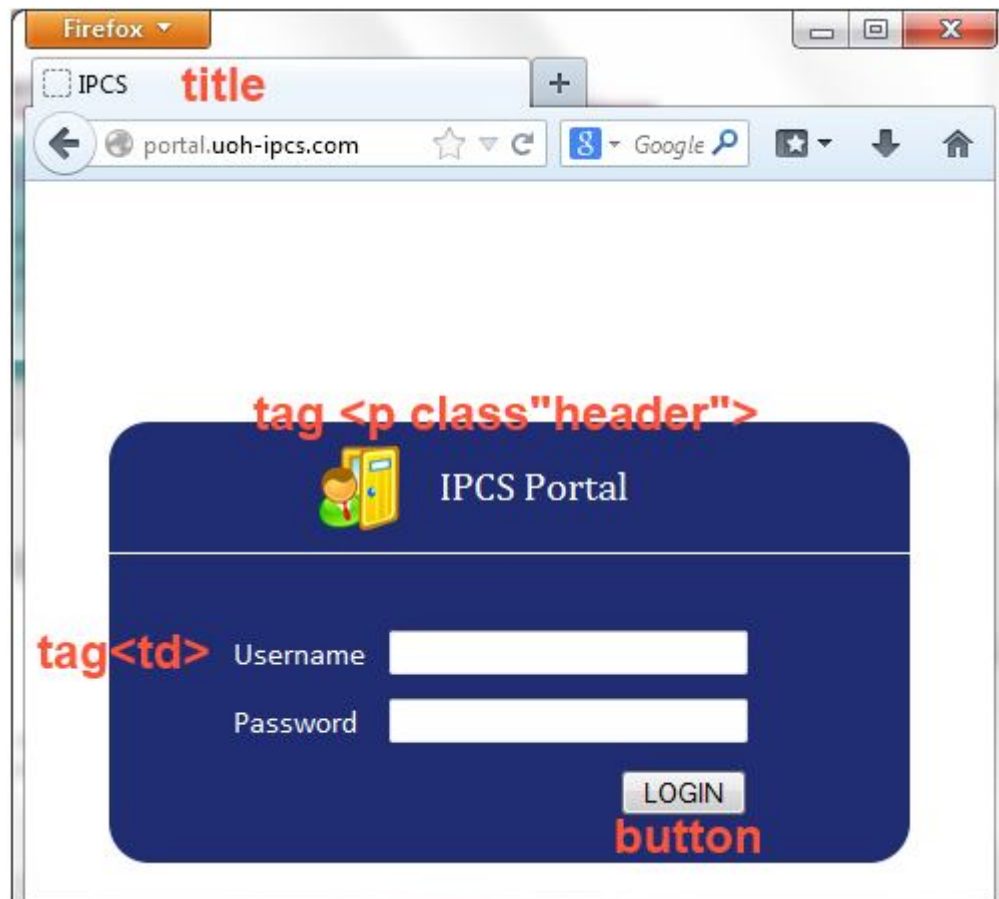 Firefox
IPCS title
portal.uoh-ipcs.com Google
tag <p class"header">
IPCS Portal
tag<td> Username
Password
LOGIN
button